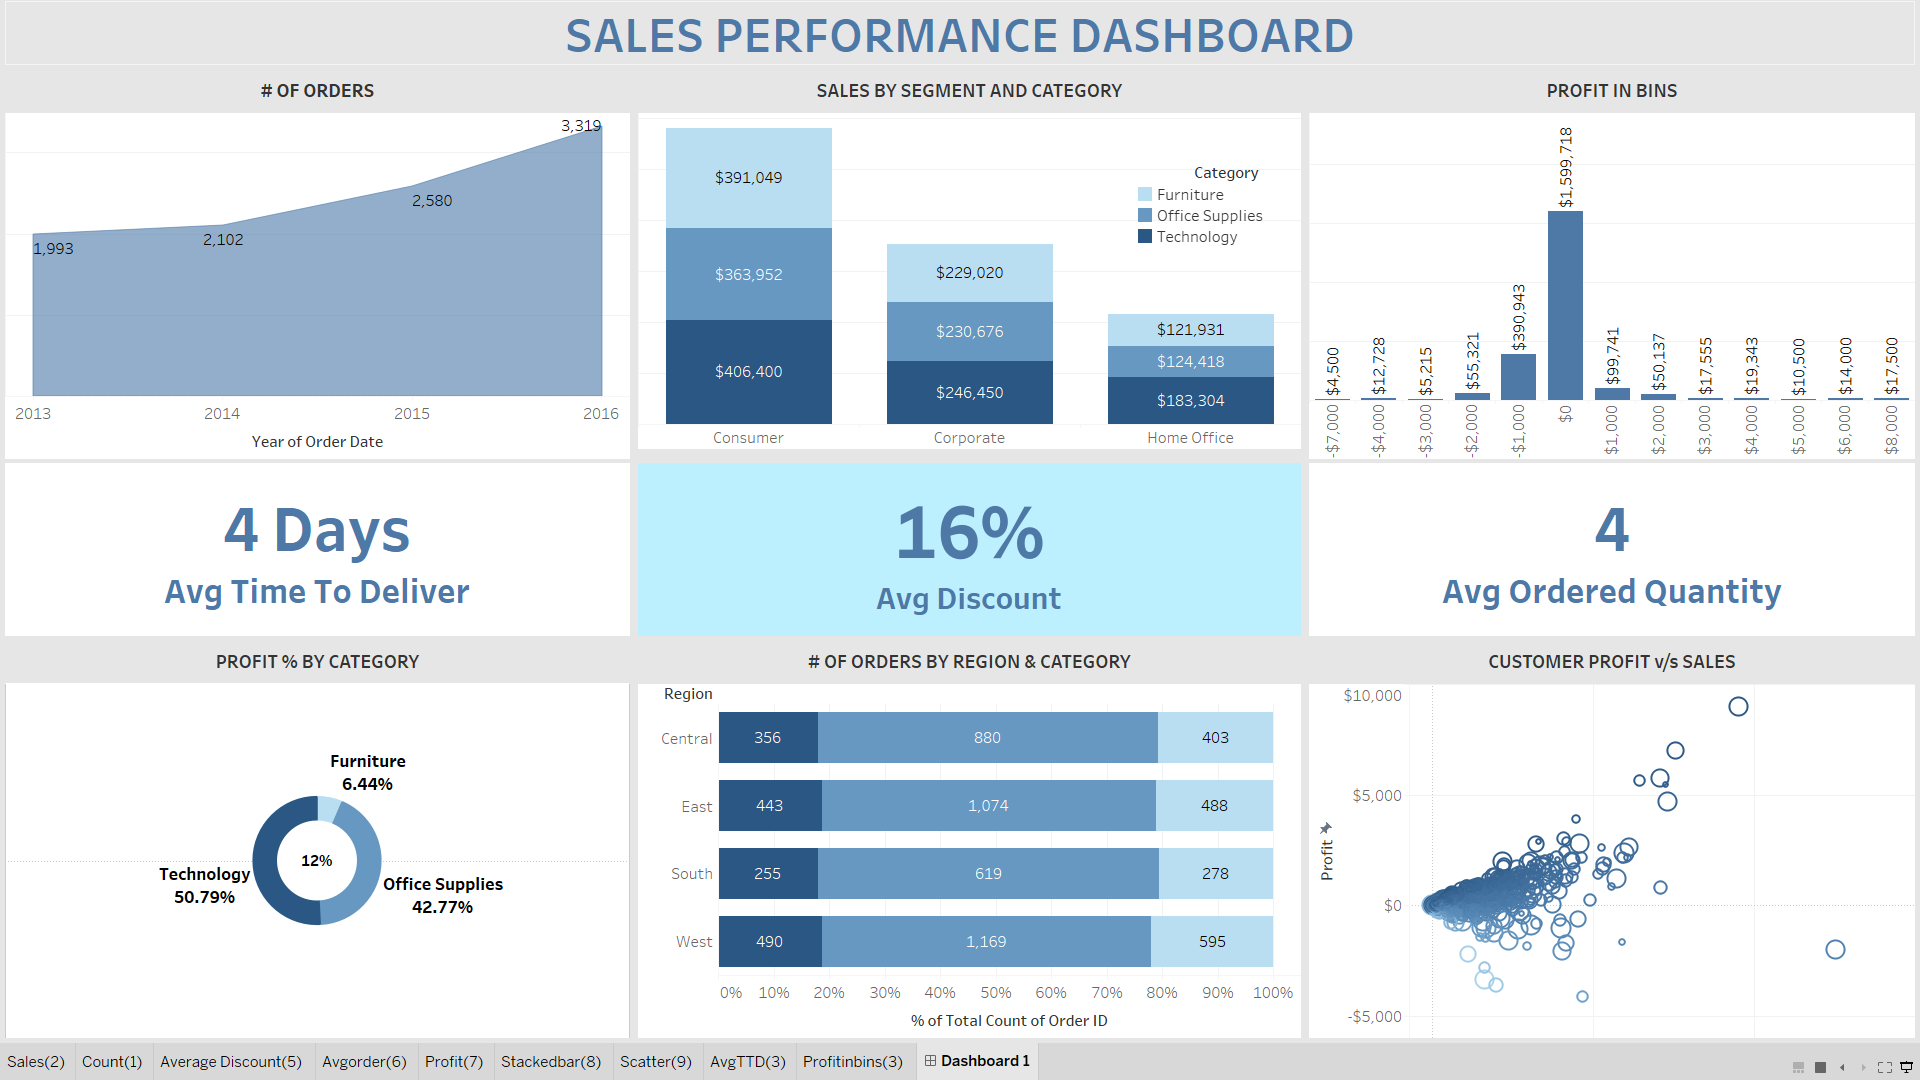 SALES PERFORMANCE DASHBOARD
# OF ORDERS
3,319
2,580
2,102
1,993
2013 2014 2015 2016
Year of Order Date
SALES BY SEGMENT AND CATEGORY
Category
Furniture
Office Supplies
Technology
$391,049
$363,952
$406,400
$229,020
$230,676
$246,450
$121,931
$124,418
$183,304
Consumer Corporate Home Office
PROFIT IN BINS
$4,500 $12,728 $5,215 $55,321 $390,943 $1,599,718 $99,741 $50,137 $17,555 $19,343 $10,500 $14,000 $17,500
-$7,000 -$4,000 -$3,000 -$2,000 -$1,000 $0 $1,000 $2,000 $3,000 $4,000 $5,000 $6,000 $8,000
4 Days
Avg Time To Deliver
16%
Avg Discount
4
Avg Ordered Quantity
PROFIT % BY CATEGORY
Furniture
6.44%
12%
Technology
50.79%
Office Supplies
42.77%
# OF ORDERS BY REGION & CATEGORY
Region
Central 356 880 403
East 443 1,074 488
South 255 619 278
West 490 1,169 595
0% 10% 20% 30% 40% 50% 60% 70% 80% 90% 100%
% of Total Count of Order ID
CUSTOMER PROFIT v/s SALES
$10,000
$5,000
Profit
$0
-$5,000
Sales(2) Count(1) Average Discount(5) Avgorder(6) Profit(7) Stackedbar(8) Scatter(9) AvgTTD(3) Profitinbins(3) Dashboard 1